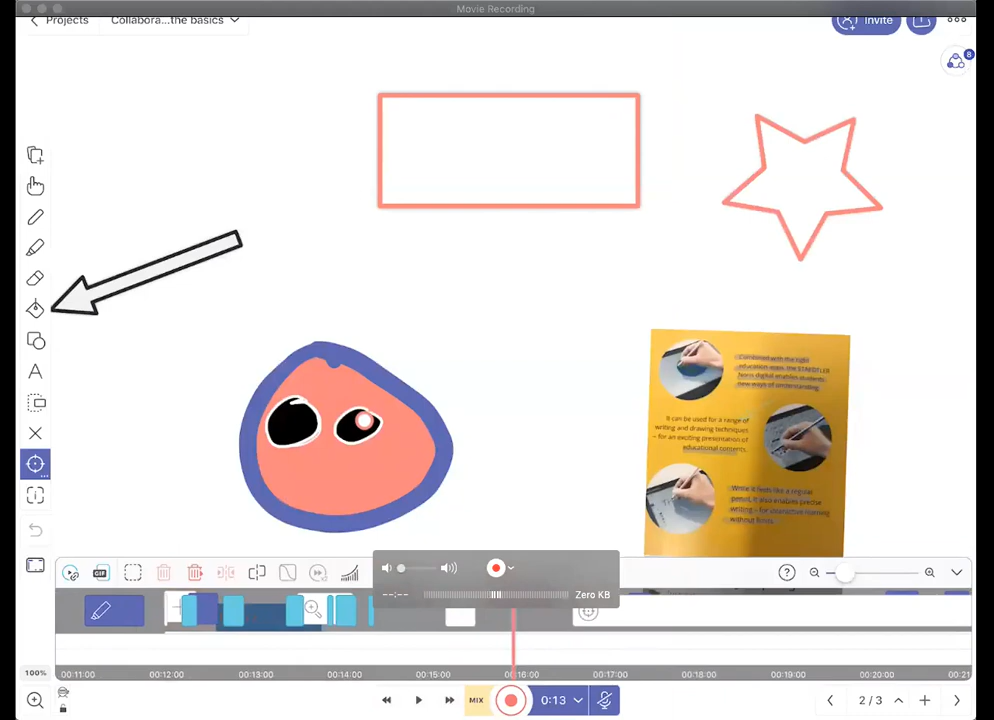 Movie Recording
Projects
Collabora...the basics
Invite
8
A
Combined with the right
education apps, the STAEDTLER
Noris digital enables students
new ways of understanding.
It can be used for a range of
writing and drawing techniques
– for an exciting presentation of
educational contents.
Write it feels like a regular
pencil. It also enables precise
writing – for interactive learning
without limits.
GIF
?
--:--
Zero KB
100%
00:11:00
00:12:00
00:13:00
00:14:00
00:15:00
00:16:00
00:17:00
00:18:00
00:19:00
00:20:00
00:21
MIX
0:13
2 / 3